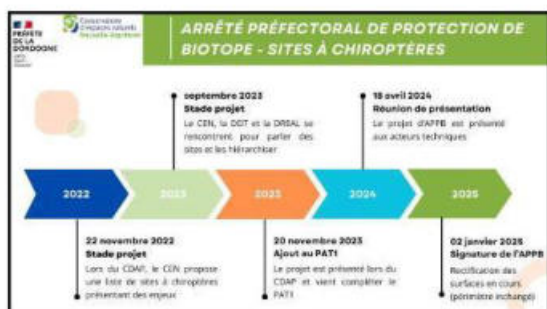 PRÉFÈTE
DE LA
DORDOGNE
Conservatoire
d'espaces naturels
Nouvelle-Aquitaine
ARRÊTÉ PRÉFECTORAL DE PROTECTION DE
BIOTOPE - SITES À CHIROPTÈRES
septembre 2023
Stade projet
Le CEN, la DDT et la DREAL se
rencontrent pour parler des
sites et les hiérarchiser
18 avril 2024
Réunion de présentation
Le projet d'APPB est présenté
aux acteurs techniques
2022
2023
2023
2024
2025
22 novembre 2022
Stade projet
Lors du CDAP, le CEN propose
une liste de sites à chiroptères
présentant des enjeux
20 novembre 2023
Ajout au PAT1
Le projet est présenté lors du
CDAP et vient compléter le
PAT1
02 janvier 2025
Signature de l'APPB
Rectification des
surfaces en cours
(périmètre inchangé)